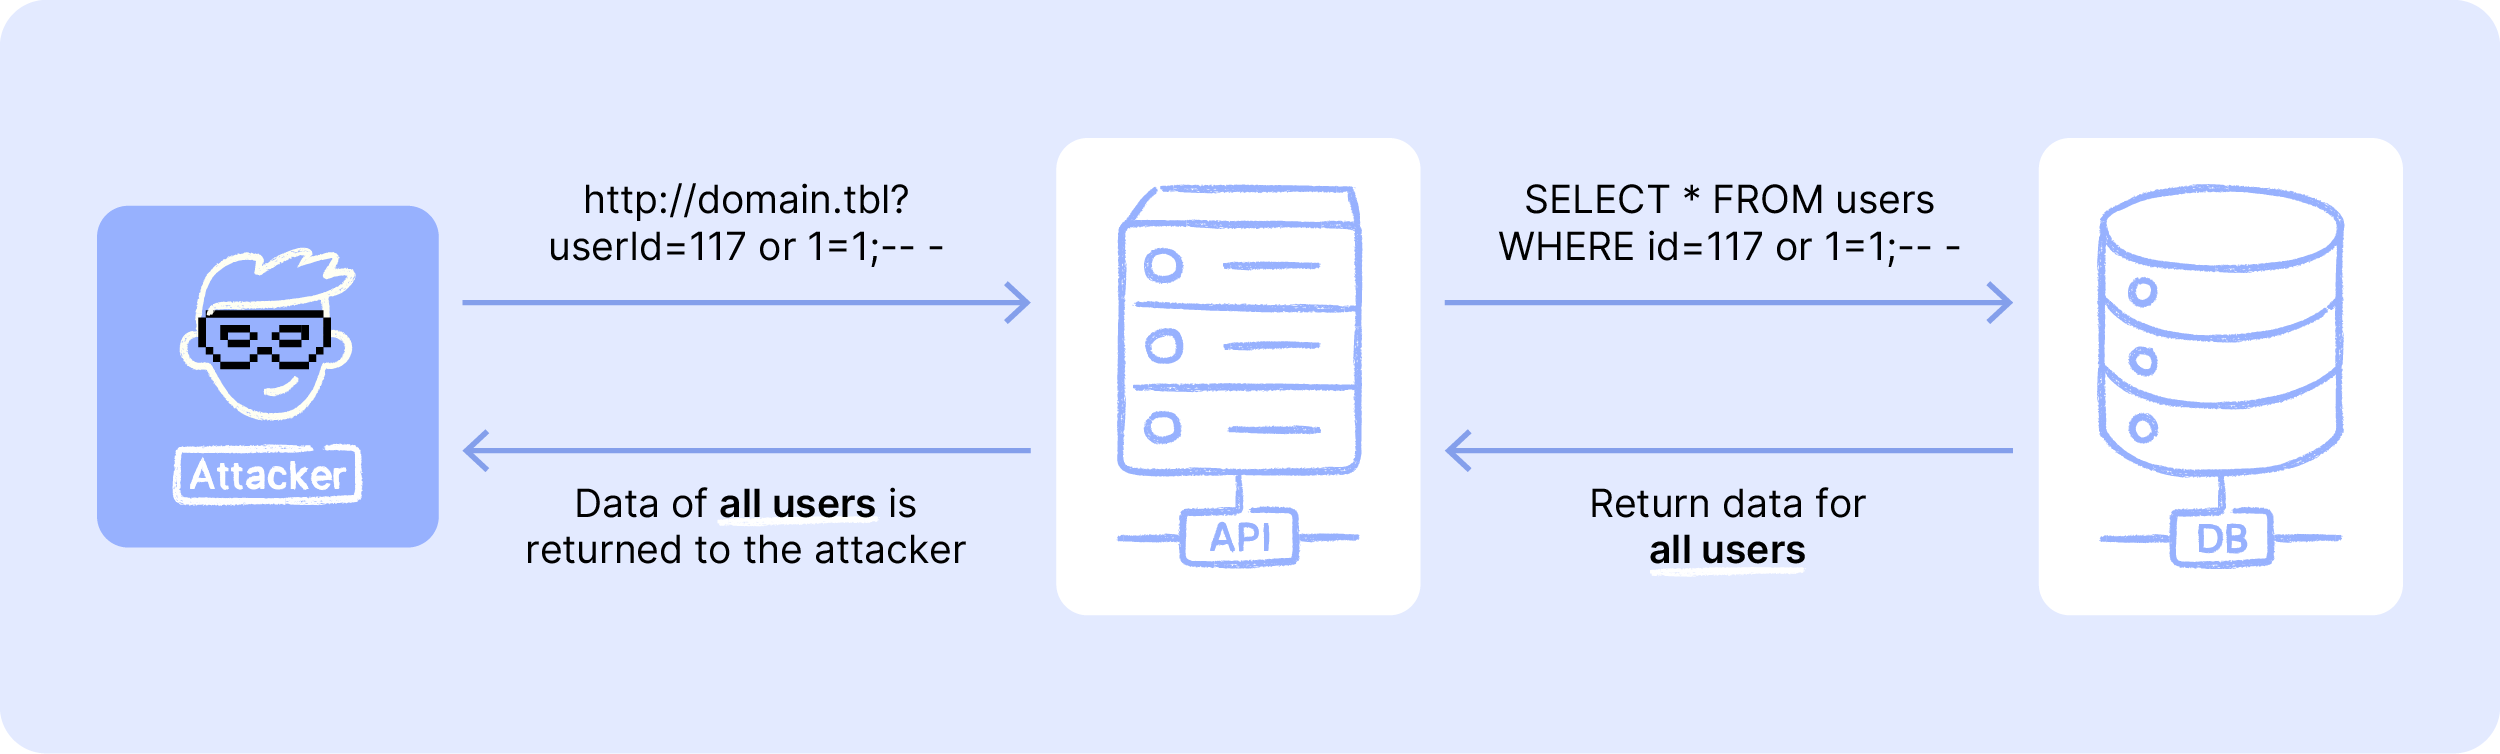 http://domain.tbl?
userId=117 or 1=1;-- -
SELECT * FROM users
WHERE id=117 or 1=1;-- -
Attacker
Data of all users is
returned to the attacker
API
Return data for
all users
DB